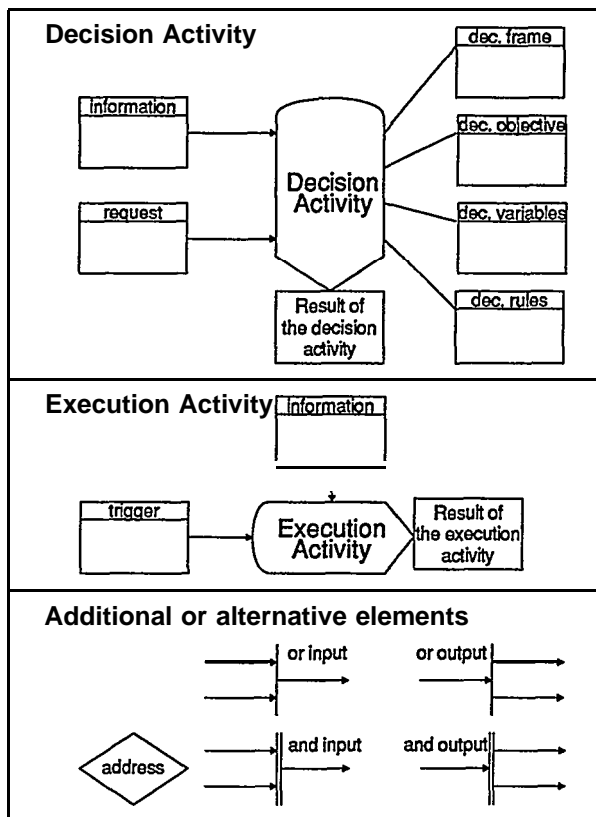 Decision Activity
dec. frame
information
dec. objective
Decision
Activity
request
dec. variables
Result of
the decision
activity
dec. rules
Execution Activity
information
trigger
Execution
Activity
Result of
the execution
activity
Additional or alternative elements
or input
or output
address
and input
and output